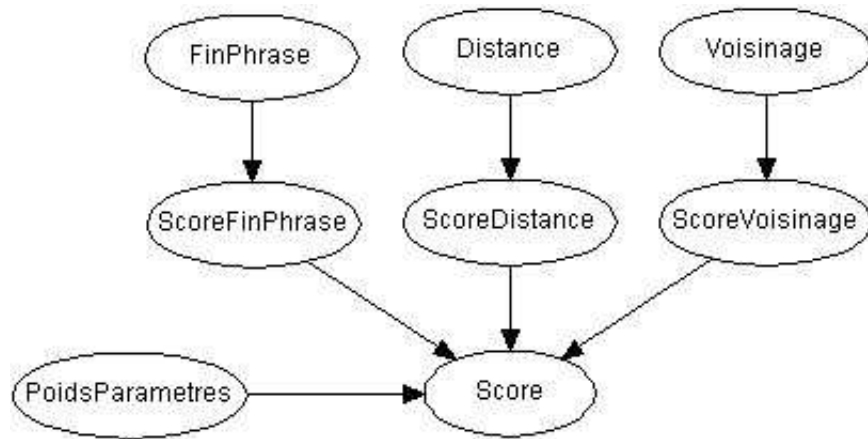 FinPhrase
Distance
Voisinage
ScoreFinPhrase
ScoreDistance
ScoreVoisinage
PoidsParametres
Score